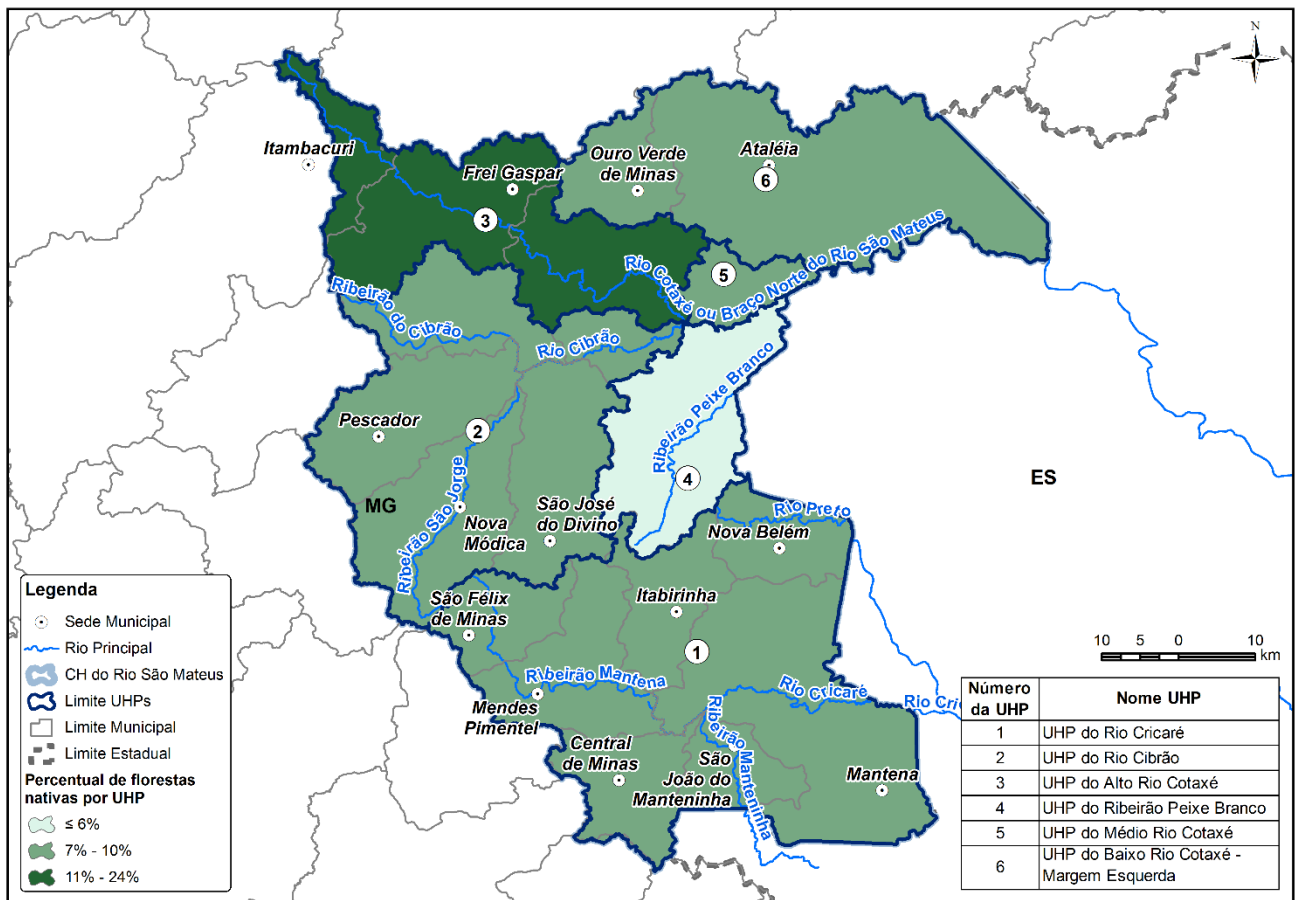 N
Itambacuri
Frei Gaspar
Ouro Verde
de Minas
Ataléia
6
3
5
Rio Cotaxé ou Braço Norte do Rio São Mateus
Ribeirão do Cibrão
Rio Cibrão
Ribeirão Peixe Branco
Pescador
2
4
ES
MG
Ribeirão São Jorge
Nova
Módica
São José
do Divino
Rio Preto
Nova Belém
São Félix
de Minas
Itabirinha
1
Ribeirão Mantena
Rio Cricaré
Rio Cri
Mendes
Pimentel
Ribeirão Manteninha
Central
de Minas
São
João do
Manteninha
Mantena
10 5 0 10
km
Legenda
Sede Municipal
Rio Principal
CH do Rio São Mateus
Limite UHPs
Limite Municipal
Limite Estadual
Percentual de florestas
nativas por UHP
≤ 6%
7% - 10%
11% - 24%
Número da UHP Nome UHP
1 UHP do Rio Cricaré
2 UHP do Rio Cibrão
3 UHP do Alto Rio Cotaxé
4 UHP do Ribeirão Peixe Branco
5 UHP do Médio Rio Cotaxé
6 UHP do Baixo Rio Cotaxé -
Margem Esquerda